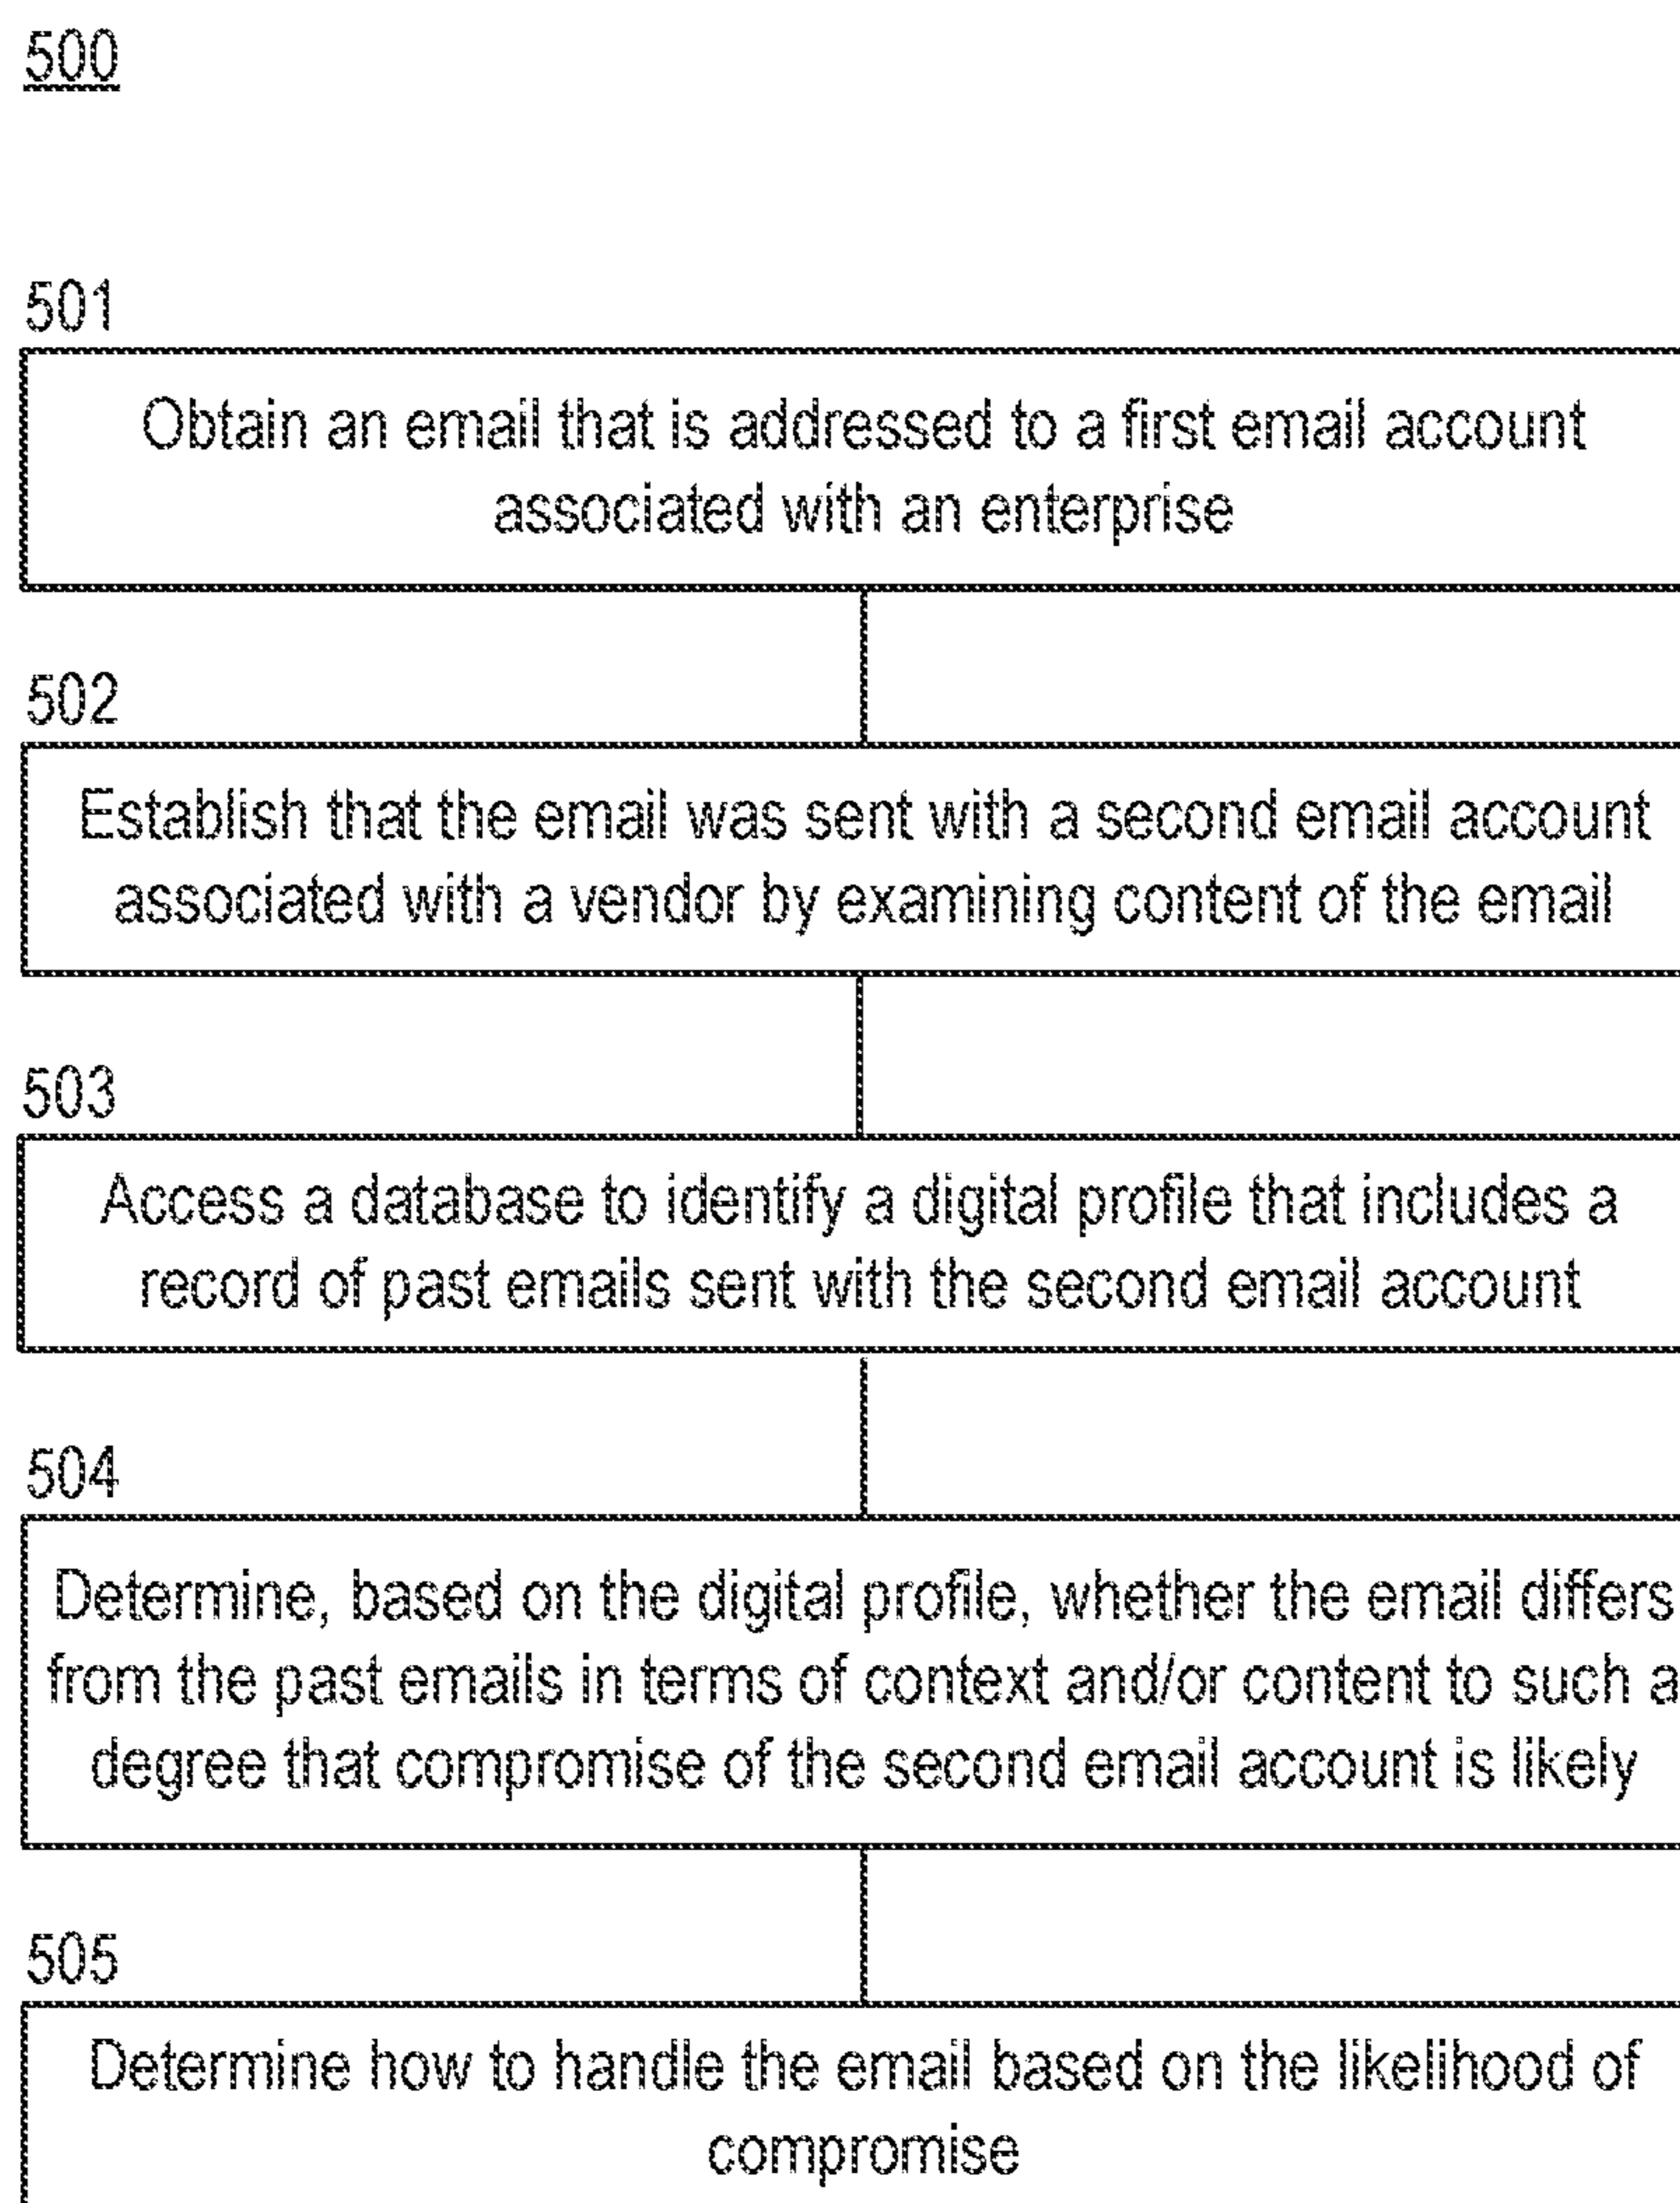 500
501
Obtain an email that is addressed to a first email account
associated with an enterprise
502
Establish that the email was sent with a second email account
associated with a vendor by examining content of the email
503
Access a database to identify a digital profile that includes a
record of past emails sent with the second email account
504
Determine, based on the digital profile, whether the email differs
from the past emails in terms of context and/or content to such a
degree that compromise of the second email account is likely
505
Determine how to handle the email based on the likelihood of
compromise